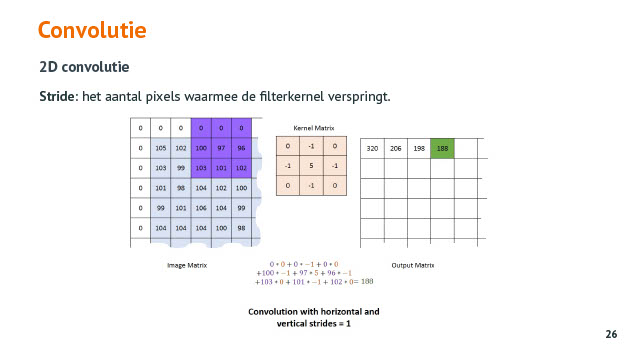 Convolutie
2D convolutie
Stride: het aantal pixels waarmee de filterkernel verspringt.
0 0 0 0 0 0
0 105 102 100 97 96
0 103 99 103 101 102
0 101 98 104 102 100
0 99 101 106 104 99
0 104 104 104 100 98
Image Matrix
Kernel Matrix
0 -1 0
-1 5 -1
0 -1 0
0 * 0 + 0 * −1 + 0 * 0
+100 * −1 + 97 * 5 + 96 * −1
+103 * 0 + 101 * −1 + 102 * 0 = 188
320 206 198 188
Output Matrix
Convolution with horizontal and
vertical strides = 1
26